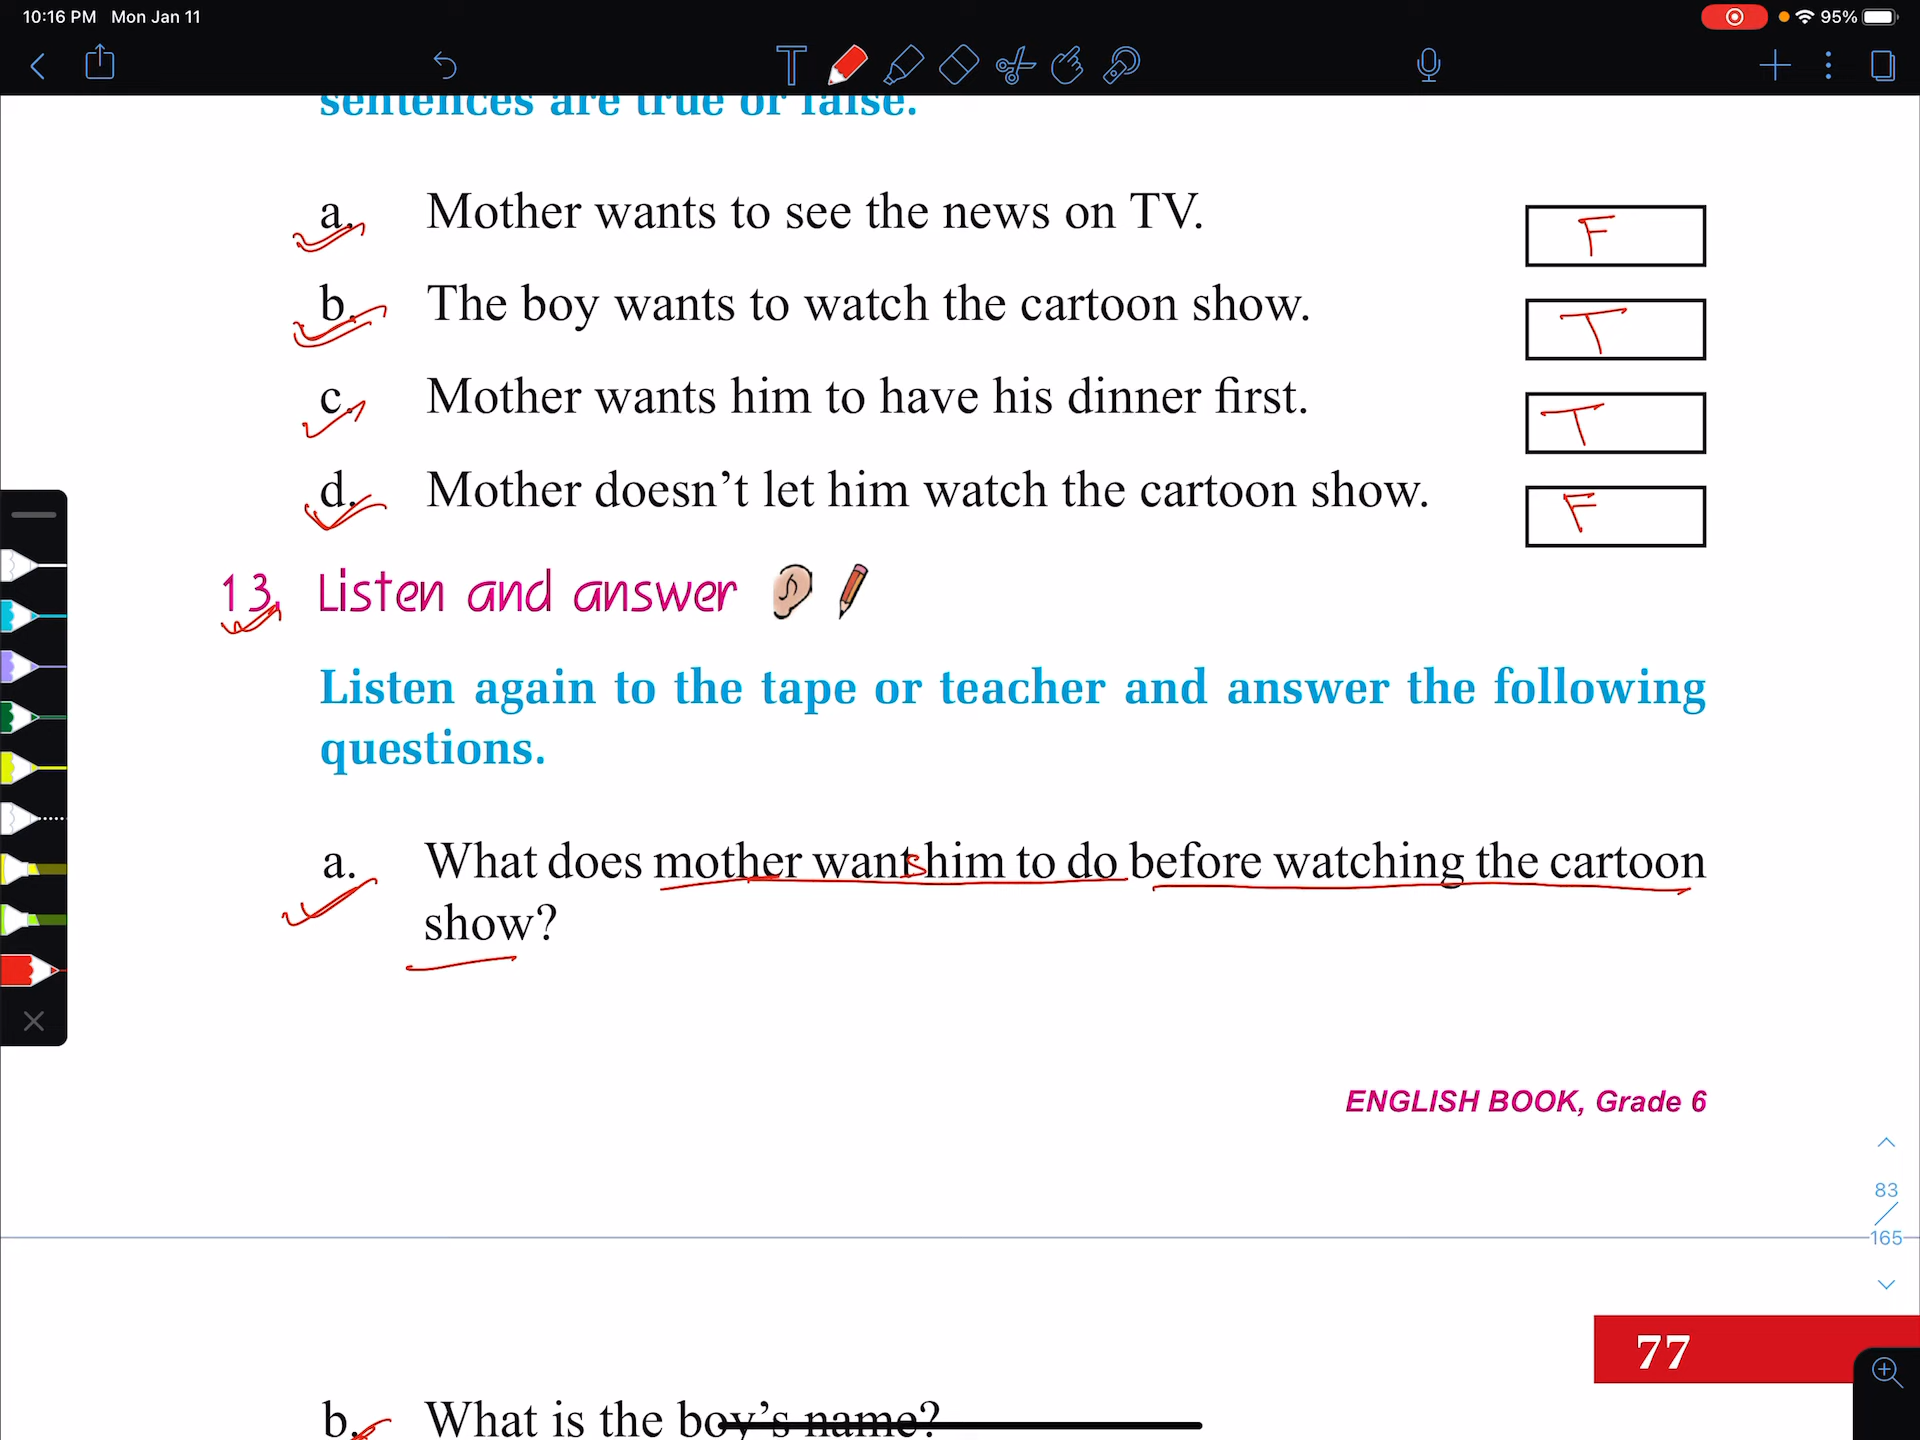 10:16 PM Mon Jan 11 95%
sentences are true or false.
a. Mother wants to see the news on TV. F
b. The boy wants to watch the cartoon show. T
c. Mother wants him to have his dinner first. T
d. Mother doesn’t let him watch the cartoon show. F
13. Listen and answer
Listen again to the tape or teacher and answer the following
questions.
a. What does mother want s him to do before watching the cartoon
show?
ENGLISH BOOK, Grade 6
83
165
77
b. What is the boy’s name?